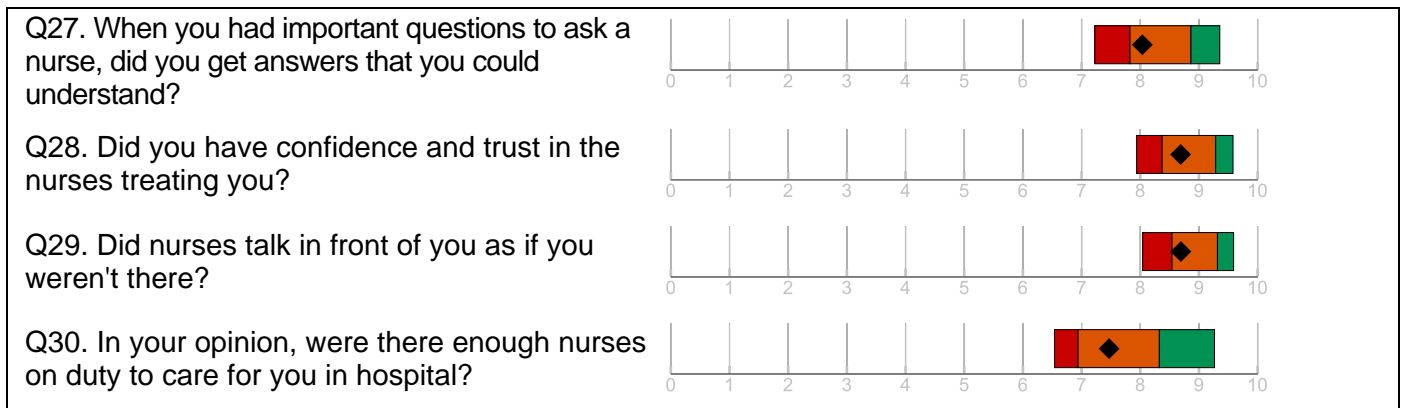 Q27. When you had important questions to ask a
nurse, did you get answers that you could
understand?
0 1 2 3 4 5 6 7 8 9 10
Q28. Did you have confidence and trust in the
nurses treating you?
0 1 2 3 4 5 6 7 8 9 10
Q29. Did nurses talk in front of you as if you
weren't there?
0 1 2 3 4 5 6 7 8 9 10
Q30. In your opinion, were there enough nurses
on duty to care for you in hospital?
0 1 2 3 4 5 6 7 8 9 10